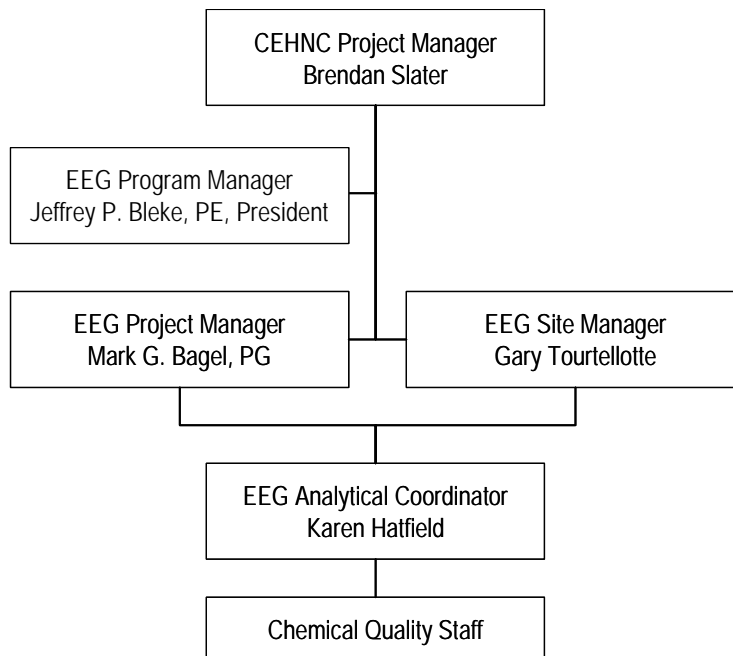 CEHNC Project Manager
Brendan Slater
EEG Program Manager
Jeffrey P. Bleke, PE, President
EEG Project Manager
Mark G. Bagel, PG
EEG Site Manager
Gary Tourtellotte
EEG Analytical Coordinator
Karen Hatfield
Chemical Quality Staff